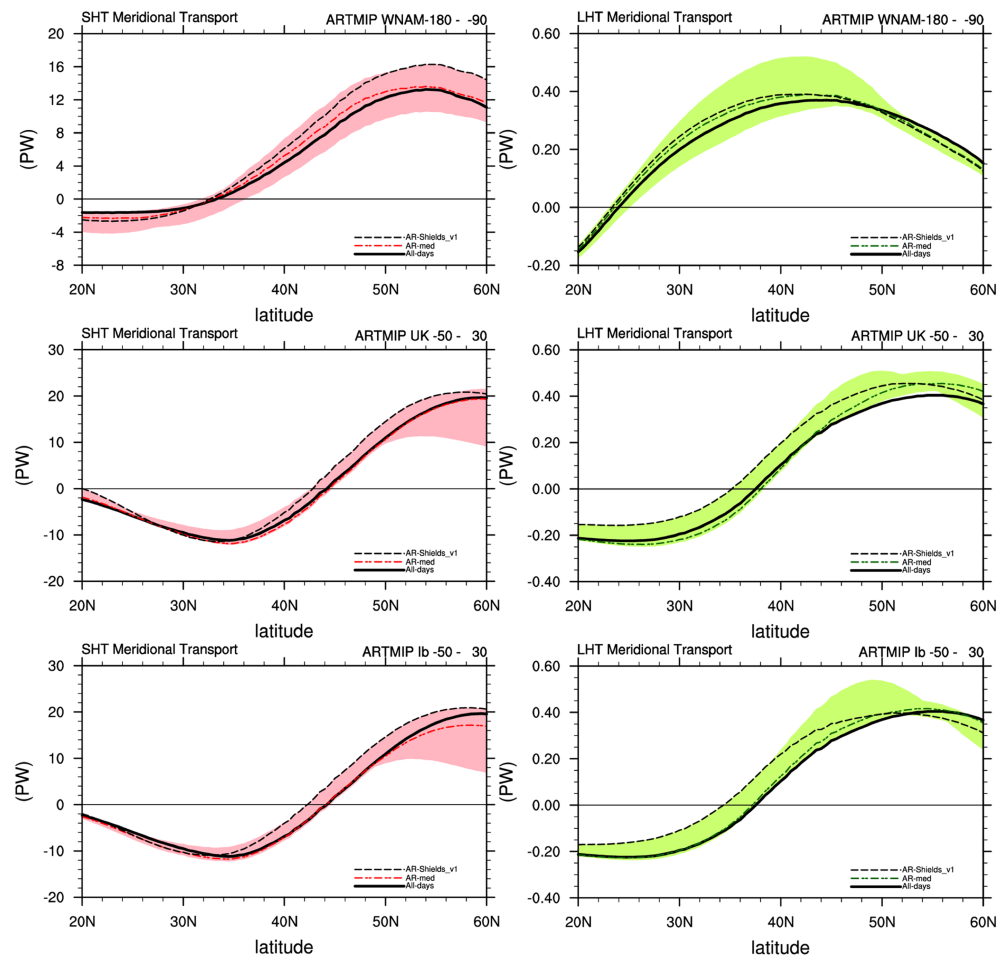 SHT Meridional Transport ARTMIP WNAM-180 - -90
20
16
12
8
4
0
-4
-8
(PW)
AR-Shields_v1
AR-med
All-days
20N 30N 40N 50N 60N
latitude
LHT Meridional Transport ARTMIP WNAM-180 - -90
0.60
0.40
0.20
0.00
-0.20
(PW)
AR-Shields_v1
AR-med
All-days
20N 30N 40N 50N 60N
latitude
SHT Meridional Transport ARTMIP UK -50 - 30
30
20
10
0
-10
-20
(PW)
AR-Shields_v1
AR-med
All-days
20N 30N 40N 50N 60N
latitude
LHT Meridional Transport ARTMIP UK -50 - 30
0.60
0.40
0.20
0.00
-0.20
-0.40
(PW)
AR-Shields_v1
AR-med
All-days
20N 30N 40N 50N 60N
latitude
SHT Meridional Transport ARTMIP Ib -50 - 30
30
20
10
0
-10
-20
(PW)
AR-Shields_v1
AR-med
All-days
20N 30N 40N 50N 60N
latitude
LHT Meridional Transport ARTMIP Ib -50 - 30
0.60
0.40
0.20
0.00
-0.20
-0.40
(PW)
AR-Shields_v1
AR-med
All-days
20N 30N 40N 50N 60N
latitude